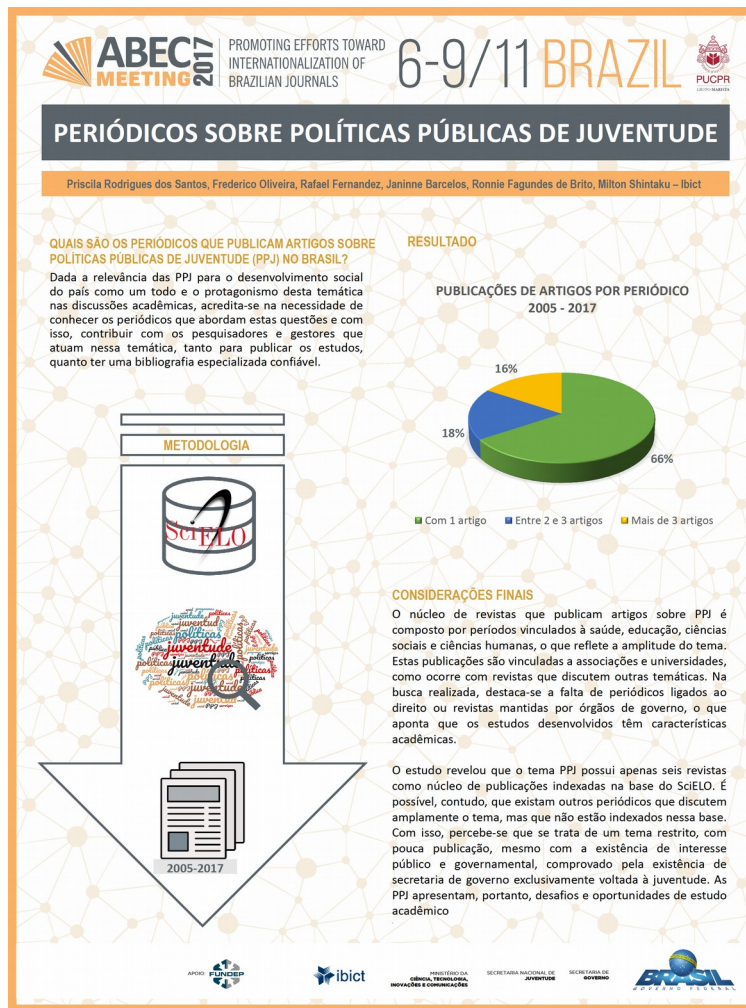 ABEC
MEETING
2017
PROMOTING EFFORTS TOWARD
INTERNATIONALIZATION OF
BRAZILIAN JOURNALS
6-9/11 BRAZIL
PUCPR
GRUPO MARISTA
PERIÓDICOS SOBRE POLÍTICAS PÚBLICAS DE JUVENTUDE
Priscila Rodrigues dos Santos, Frederico Oliveira, Rafael Fernandez, Janinne Barcelos, Ronnie Fagundes de Brito, Milton Shintaku – Ibict
QUAIS SÃO OS PERIÓDICOS QUE PUBLICAM ARTIGOS SOBRE
POLÍTICAS PÚBLICAS DE JUVENTUDE (PPJ) NO BRASIL?
Dada a relevância das PPJ para o desenvolvimento social
do país como um todo e o protagonismo desta temática
nas discussões acadêmicas, acredita-se na necessidade de
conhecer os periódicos que abordam estas questões e com
isso, contribuir com os pesquisadores e gestores que
atuam nessa temática, tanto para publicar os estudos,
quanto ter uma bibliografia especializada confiável.
METODOLOGIA
SciELO
políticas
juventud
políticas
juventude
juventude
políticas
2005-2017
RESULTADO
PUBLICAÇÕES DE ARTIGOS POR PERIÓDICO
2005 - 2017
16%
18%
66%
Com 1 artigo
Entre 2 e 3 artigos
Mais de 3 artigos
CONSIDERAÇÕES FINAIS
O núcleo de revistas que publicam artigos sobre PPJ é
composto por períodos vinculados à saúde, educação, ciências
sociais e ciências humanas, o que reflete a amplitude do tema.
Estas publicações são vinculadas a associações e universidades,
como ocorre com revistas que discutem outras temáticas. Na
busca realizada, destaca-se a falta de periódicos ligados ao
direito ou revistas mantidas por órgãos de governo, o que
aponta que os estudos desenvolvidos têm características
acadêmicas.
O estudo revelou que o tema PPJ possui apenas seis revistas
como núcleo de publicações indexadas na base do SciELO. É
possível, contudo, que existam outros periódicos que discutem
amplamente o tema, mas que não estão indexados nessa base.
Com isso, percebe-se que se trata de um tema restrito, com
pouca publicação, mesmo com a existência de interesse
público e governamental, comprovado pela existência de
secretaria de governo exclusivamente voltada à juventude. As
PPJ apresentam, portanto, desafios e oportunidades de estudo
acadêmico
APOIO:
FUNDEP
ibict
MINISTÉRIO DA
CIÊNCIA, TECNOLOGIA,
INOVAÇÕES E COMUNICAÇÕES
SECRETARIA NACIONAL DE
JUVENTUDE
SECRETARIA DE
GOVERNO
BRASIL
GOVERNO FEDERAL